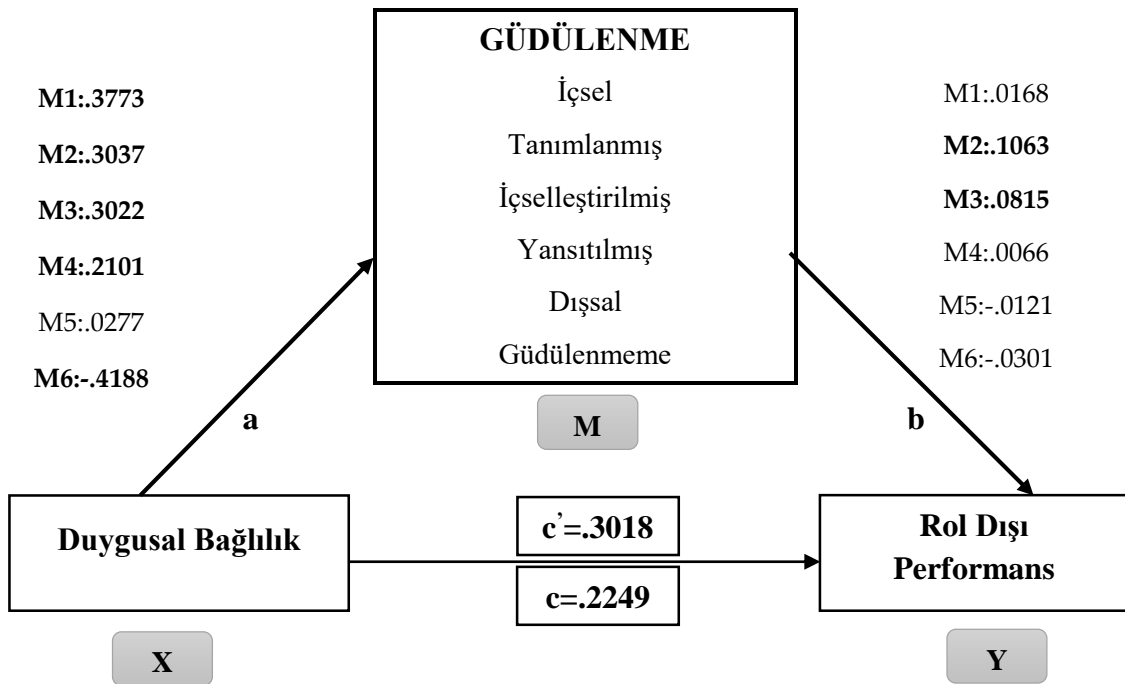 GÜDÜLENME
İçsel
Tanımlanmış
İçselleştirilmiş
Yansıtılmış
Dışsal
Güdülenmeme
M1:.3773
M2:.3037
M3:.3022
M4:.2101
M5:.0277
M6:-.4188
M1:.0168
M2:.1063
M3:.0815
M4:.0066
M5:-.0121
M6:-.0301
a
M
b
Duygusal Bağlılık
c’=.3018
c=.2249
Rol Dışı
Performans
X
Y